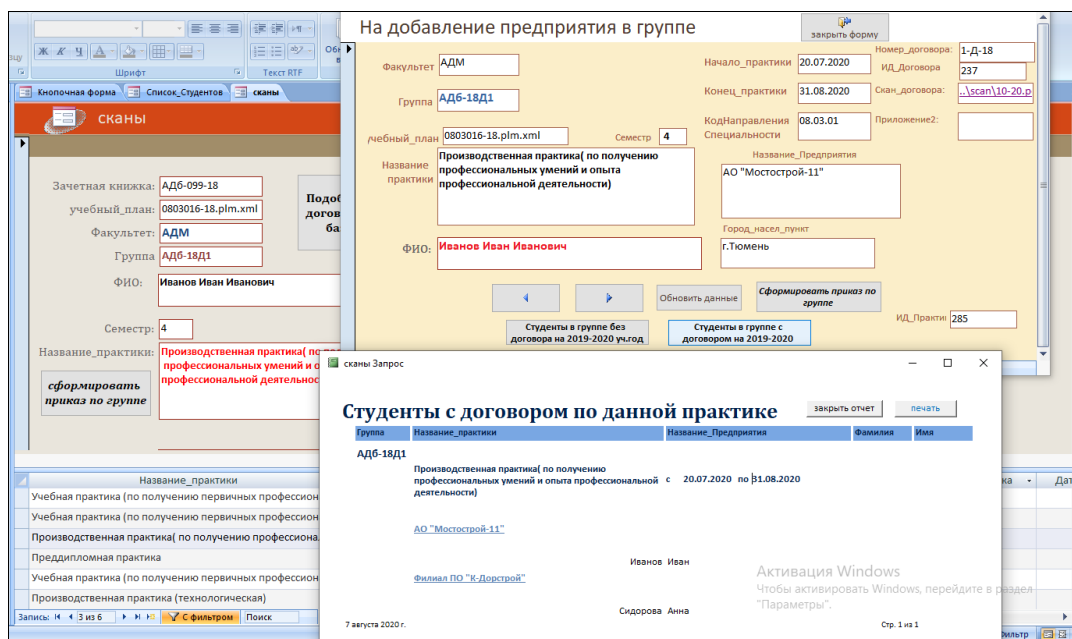 На добавление предприятия в группе
закрыть форму
Ж К Ч
Шрифт
Текст RTF
Кнопочная форма
Список_Студентов
сканы
сканы
Зачетная книжка: АДб-099-18
учебный_план: 0803016-18.plm.xml
Факультет: АДМ
Группа АДб-18Д1
ФИО: Иванов Иван Иванович
Семестр: 4
Название_практики: Производственная практика( по
профессиональных умений и о
профессиональной деятельност
сформировать
приказ по группе
Факультет АДМ
Группа АДб-18Д1
учебный_план 0803016-18.plm.xml
Семестр 4
Название
практики
Производственная практика( по получению
профессиональных умений и опыта
профессиональной деятельности)
ФИО: Иванов Иван Иванович
Начало_практики 20.07.2020
Конец_практики 31.08.2020
КодНаправления
Специальности
08.03.01
Номер_договора: 1-Д-18
ИД_Договора 237
Скан_договора: ..\scan\10-20.p
Приложение2:
Название_Предприятия
АО "Мостострой-11"
Город_насел_пункт
г.Тюмень
Обновить данные
Сформировать приказ по
группе
ИД_Практи 285
Студенты в группе без
договора на 2019-2020 уч.год
Студенты в группе с
договором на 2019-2020
сканы Запрос
Студенты с договором по данной практике
закрыть отчет
печать
Группа Название_практики Название_Предприятия Фамилия Имя
АДб-18Д1
Производственная практика( по получению
профессиональных умений и опыта профессиональной с 20.07.2020 по 31.08.2020
деятельности)
АО "Мостострой-11"
Иванов Иван
Филиал ПО "К-Дорстрой"
Сидорова Анна
7 августа 2020 г.
Стр. 1 из 1
Активация Windows
Чтобы активировать Windows, перейдите в раздел
"Параметры".
Название_практики
Учебная практика (по получению первичных профессион
Учебная практика (по получению первичных профессион
Производственная практика( по получению профессиона
Преддипломная практика
Учебная практика (по получению первичных профессион
Производственная практика (технологическая)
Запись: 3 из 6
С фильтром
Поиск